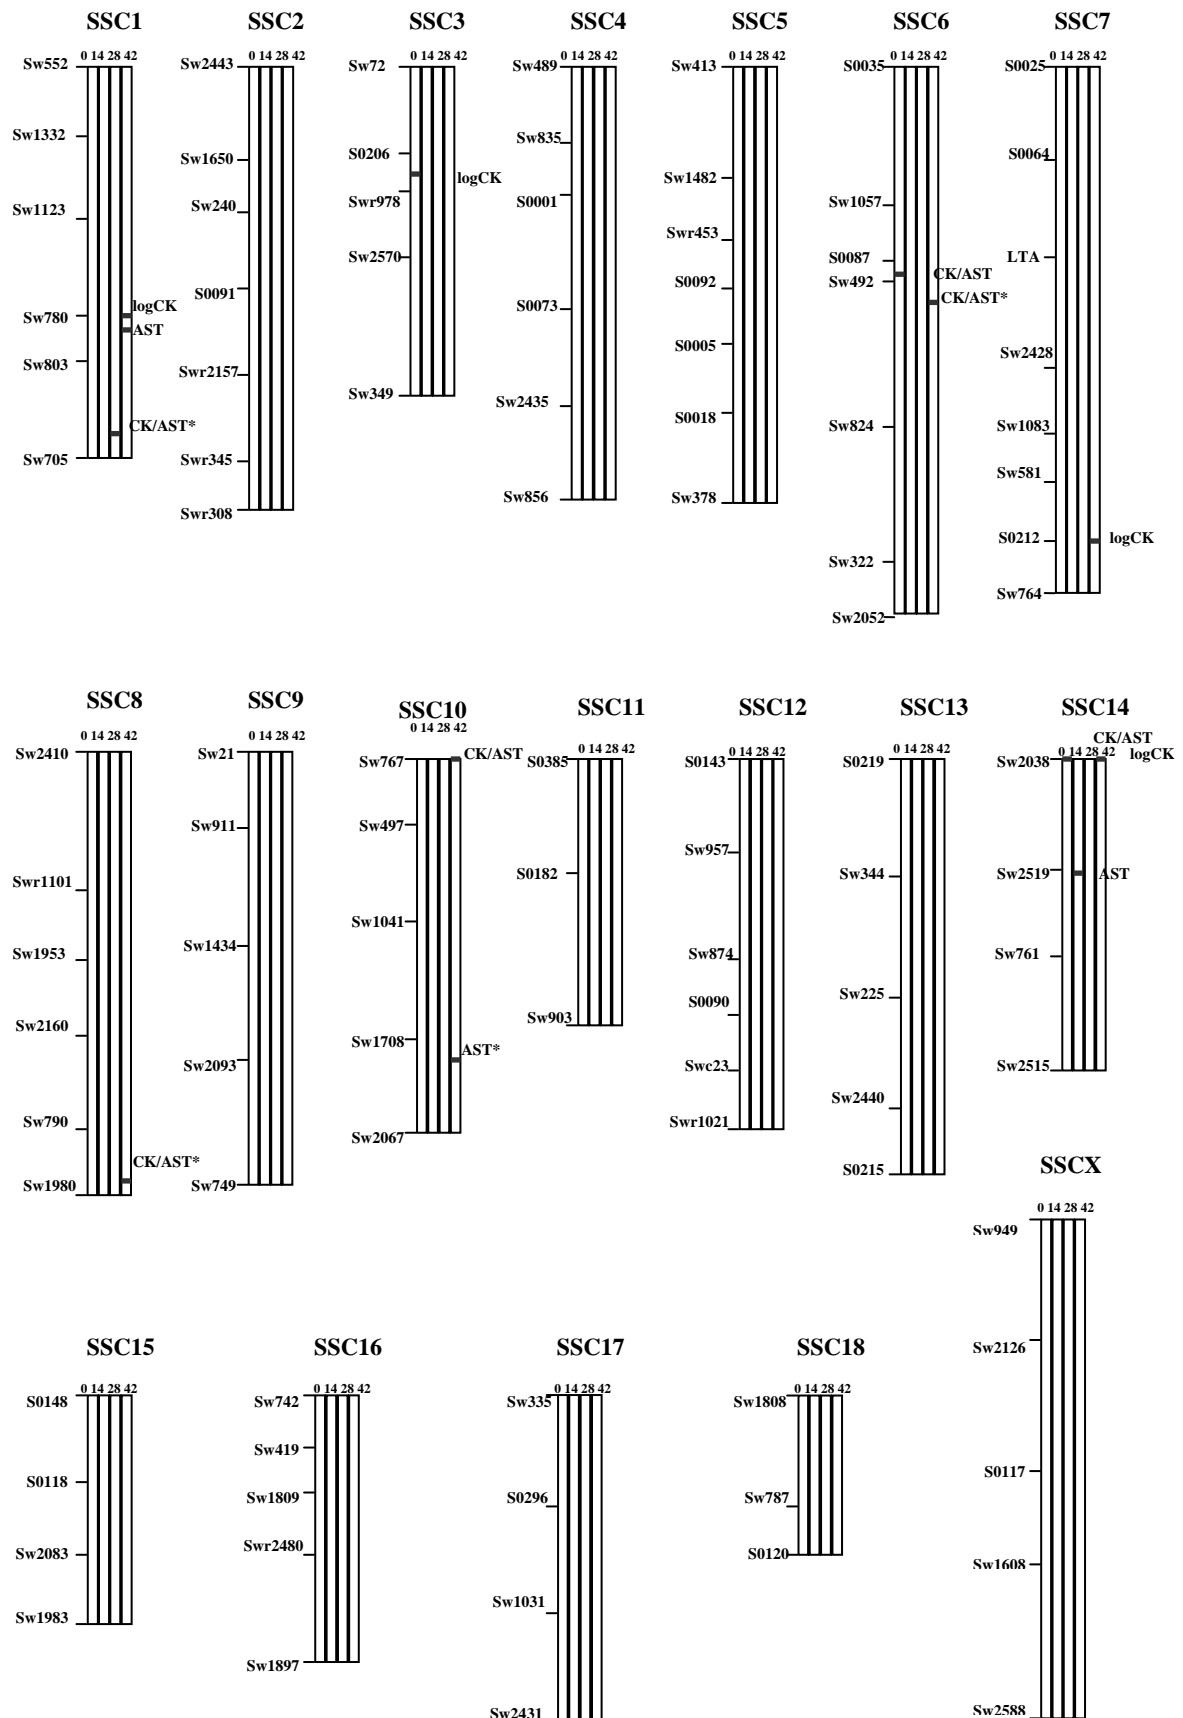 SSC1 SSC2 SSC3 SSC4 SSC5 SSC6 SSC7
0 14 28 42 0 14 28 42 0 14 28 42 0 14 28 42 0 14 28 42 0 14 28 42 0 14 28 42
Sw552 Sw2443 Sw72 Sw489 Sw413 S0035 S0025
Sw1332 Sw835
Sw1650 S0206 S0064
logCK Sw1482
Sw1123 Sw240 Swr978 S0001 Sw1057
Swr453
Sw2570 S0087 LTA
CK/AST
S0091 S0092 Sw492
CK/AST*
logCK
Sw780 S0073
AST
S0005
Sw803 Swr2157 Sw2428
Sw349 Sw2435
CK/AST* S0018 Sw824 Sw1083
Sw705 Swr345
Sw581
Swr308 Sw856 Sw378
S0212 logCK
Sw322
Sw764
Sw2052
SSC8 SSC9 SSC10 SSC11 SSC12 SSC13 SSC14
0 14 28 42 0 14 28 42 0 14 28 42 0 14 28 42 0 14 28 42 0 14 28 42 0 14 28 42
CK/AST
logCK
Sw2410 Sw21 Sw767 CK/AST S0385 S0143 S0219 Sw2038
Sw911 Sw497
Sw957
Swr1101 S0182 Sw344 Sw2519 AST
Sw1041
Sw1953 Sw1434 Sw874 Sw761
S0090 Sw225
Sw2160 Sw1708 Sw903
AST*
Sw2093 Swc23 Sw2515
Sw790 Sw2067 Swr1021 Sw2440
CK/AST*
Sw1980 Sw749 S0215
SSCX
0 14 28 42
Sw949
Sw2126
S0117
Sw1608
Sw2588
SSC15 SSC16 SSC17 SSC18
0 14 28 42 0 14 28 42 0 14 28 42 0 14 28 42
S0148 Sw742 Sw335 Sw1808
Sw419
S0118 Sw1809 S0296 Sw787
Sw2083 Swr2480 S0120
Sw1983 Sw1031
Sw1897
Sw2431